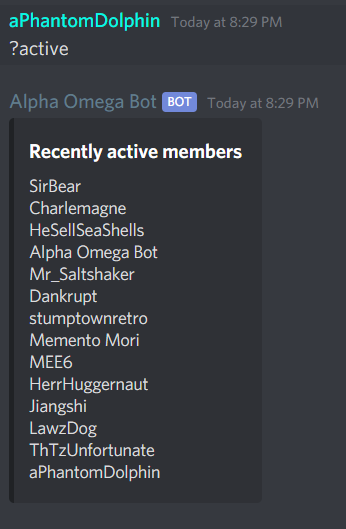 aPhantomDolphin Today at 8:29 PM
?active
Alpha Omega Bot BOT Today at 8:29 PM
Recently active members
SirBear
Charlemagne
HeSellSeaShells
Alpha Omega Bot
Mr_Saltshaker
Dankrupt
stumptownretro
Memento Mori
MEE6
HerrHuggernaut
Jiangshi
LawzDog
ThTzUnfortunate
aPhantomDolphin